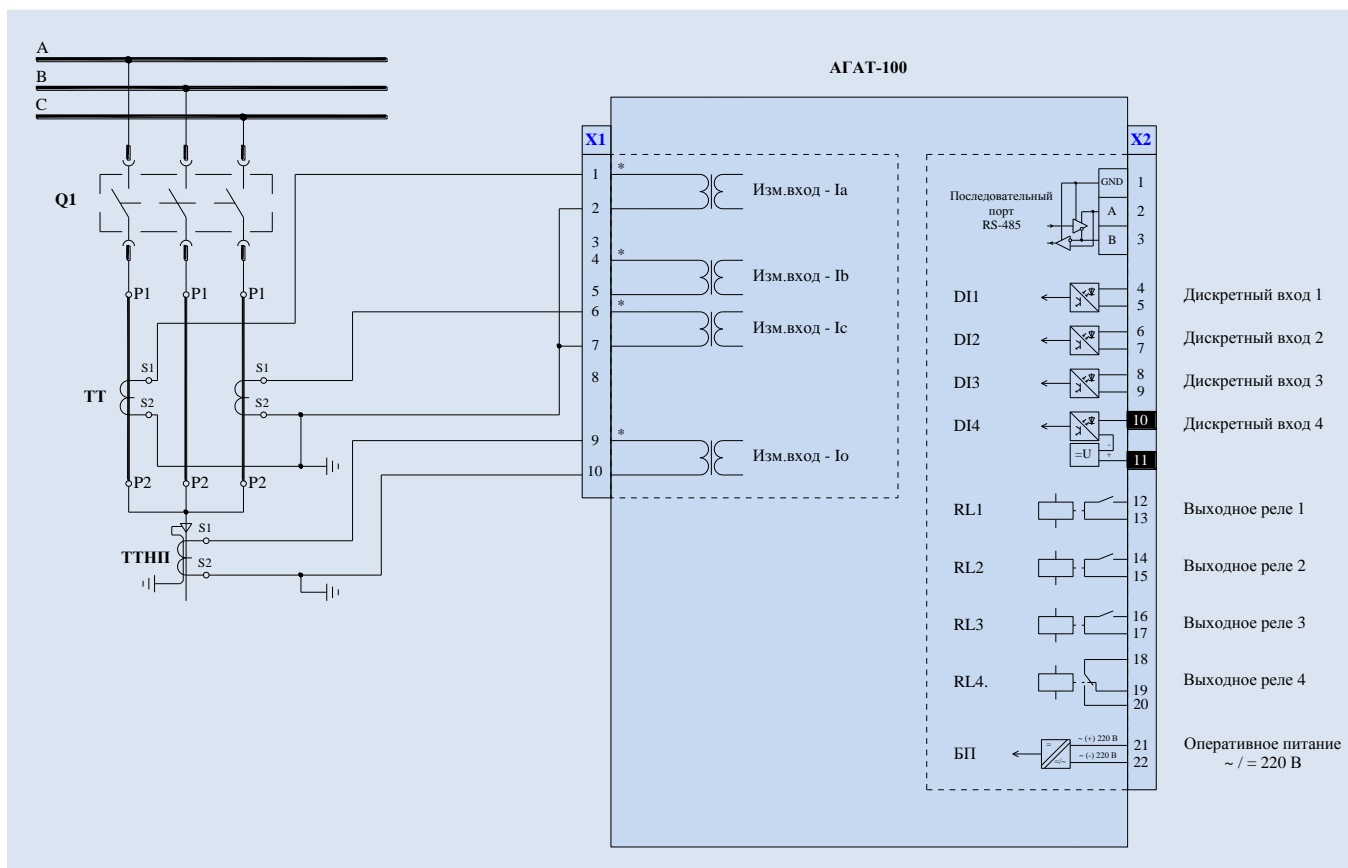 АГАТ-100
A
B
C
Q1
P1
P1
P1
S1
S1
ТТ
S2
S2
P2
P2
P2
S1
ТТНП
S2
X1
1
2
3
4
5
6
7
8
9
10
*
Изм.вход - Ia
*
Изм.вход - Ib
*
Изм.вход - Ic
*
Изм.вход - Io
X2
Последовательный
порт
RS-485
GND
1
A
2
B
3
DI1
4
5
Дискретный вход 1
DI2
6
7
Дискретный вход 2
DI3
8
9
Дискретный вход 3
DI4
10
Дискретный вход 4
=U
-
+
11
RL1
12
13
Выходное реле 1
RL2
14
15
Выходное реле 2
RL3
16
17
Выходное реле 3
RL4.
18
19
20
Выходное реле 4
БП
=
=/~
~ (+) 220 В
~ (-) 220 В
21
22
Оперативное питание
~ / = 220 В